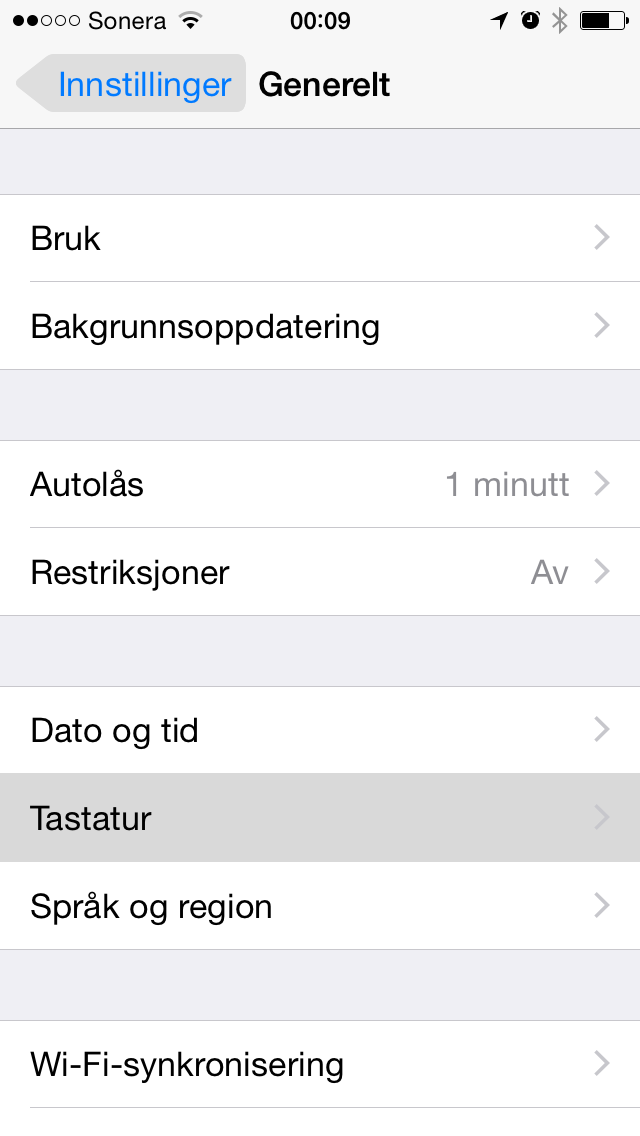 Sonera 00:09
Innstillinger Generelt
Bruk
Bakgrunnsoppdatering
Autolås 1 minutt
Restriksjoner Av
Dato og tid
Tastatur
Språk og region
Wi-Fi-synkronisering